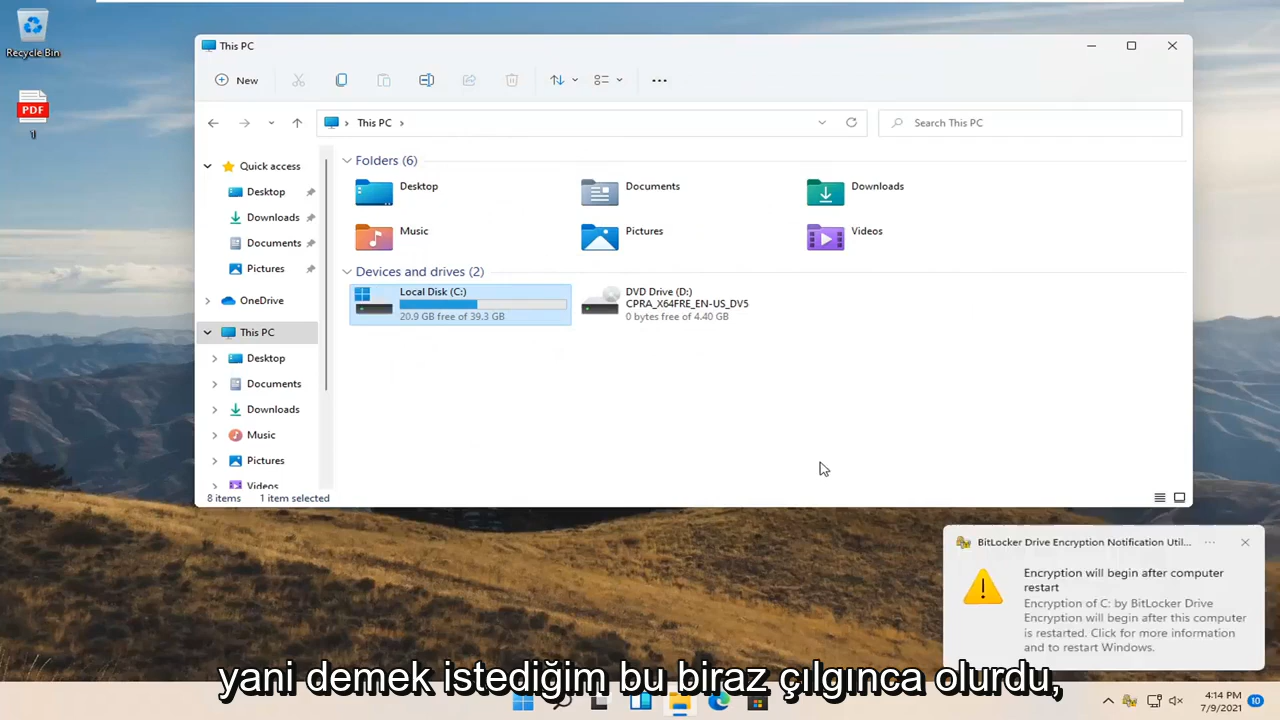 Recycle Bin
PDF
This PC
New
This PC
Search This PC
Quick access
Desktop
Downloads
Documents
Pictures
OneDrive
This PC
Desktop
Documents
Downloads
Music
Pictures
Videos
Folders (6)
Desktop
Documents
Downloads
Music
Pictures
Videos
Devices and drives (2)
Local Disk (C:)
20.9 GB free of 39.3 GB
DVD Drive (D:)
CPRA_X64FRE_EN-US_DV5
0 bytes free of 4.40 GB
8 items
1 item selected
BitLocker Drive Encryption Notification Util...
Encryption will begin after computer
restart
Encryption of C: by BitLocker Drive
Encryption will begin after this computer
is restarted. Click for more information
and to restart Windows.
yani demek istediğim bu biraz çılgınca olurdu,
4:14 PM
7/9/2021
10